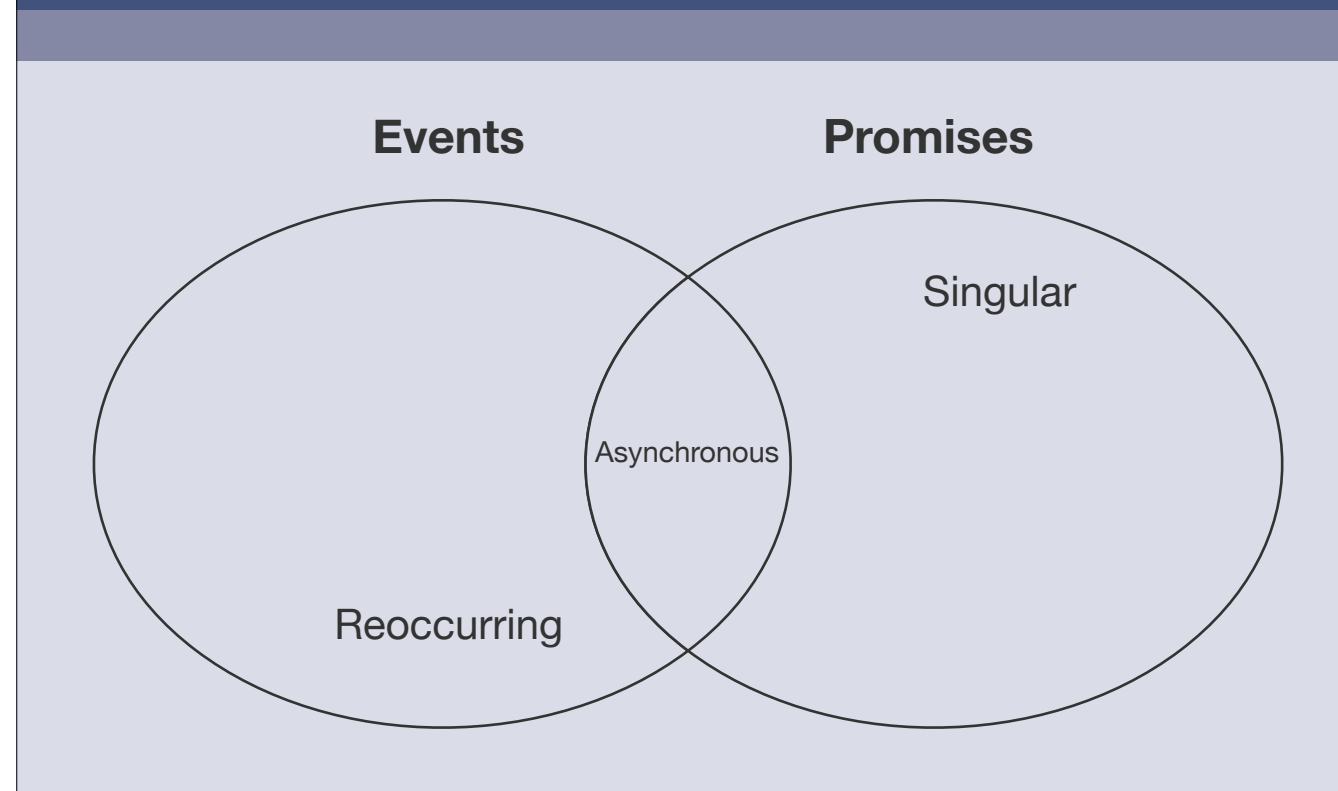 Events
Promises
Singular
Asynchronous
Reoccurring